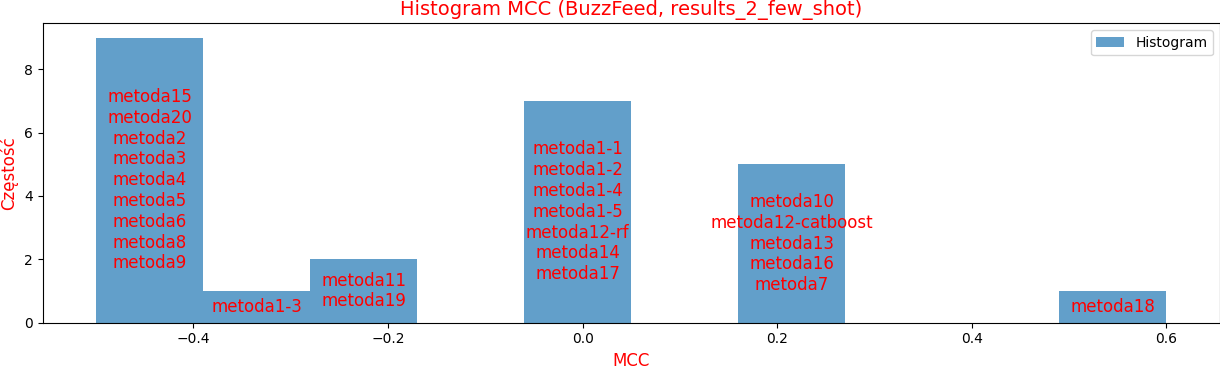 Histogram MCC (BuzzFeed, results_2_few_shot)
Histogram
Częstość
8
6
4
2
0
metoda15
metoda20
metoda2
metoda3
metoda4
metoda5
metoda6
metoda8
metoda9
metoda1-3
metoda11
metoda19
metoda1-1
metoda1-2
metoda1-4
metoda1-5
metoda12-rf
metoda14
metoda17
metoda10
metoda12-catboost
metoda13
metoda16
metoda7
metoda18
−0.4 −0.2 0.0 0.2 0.4 0.6
MCC